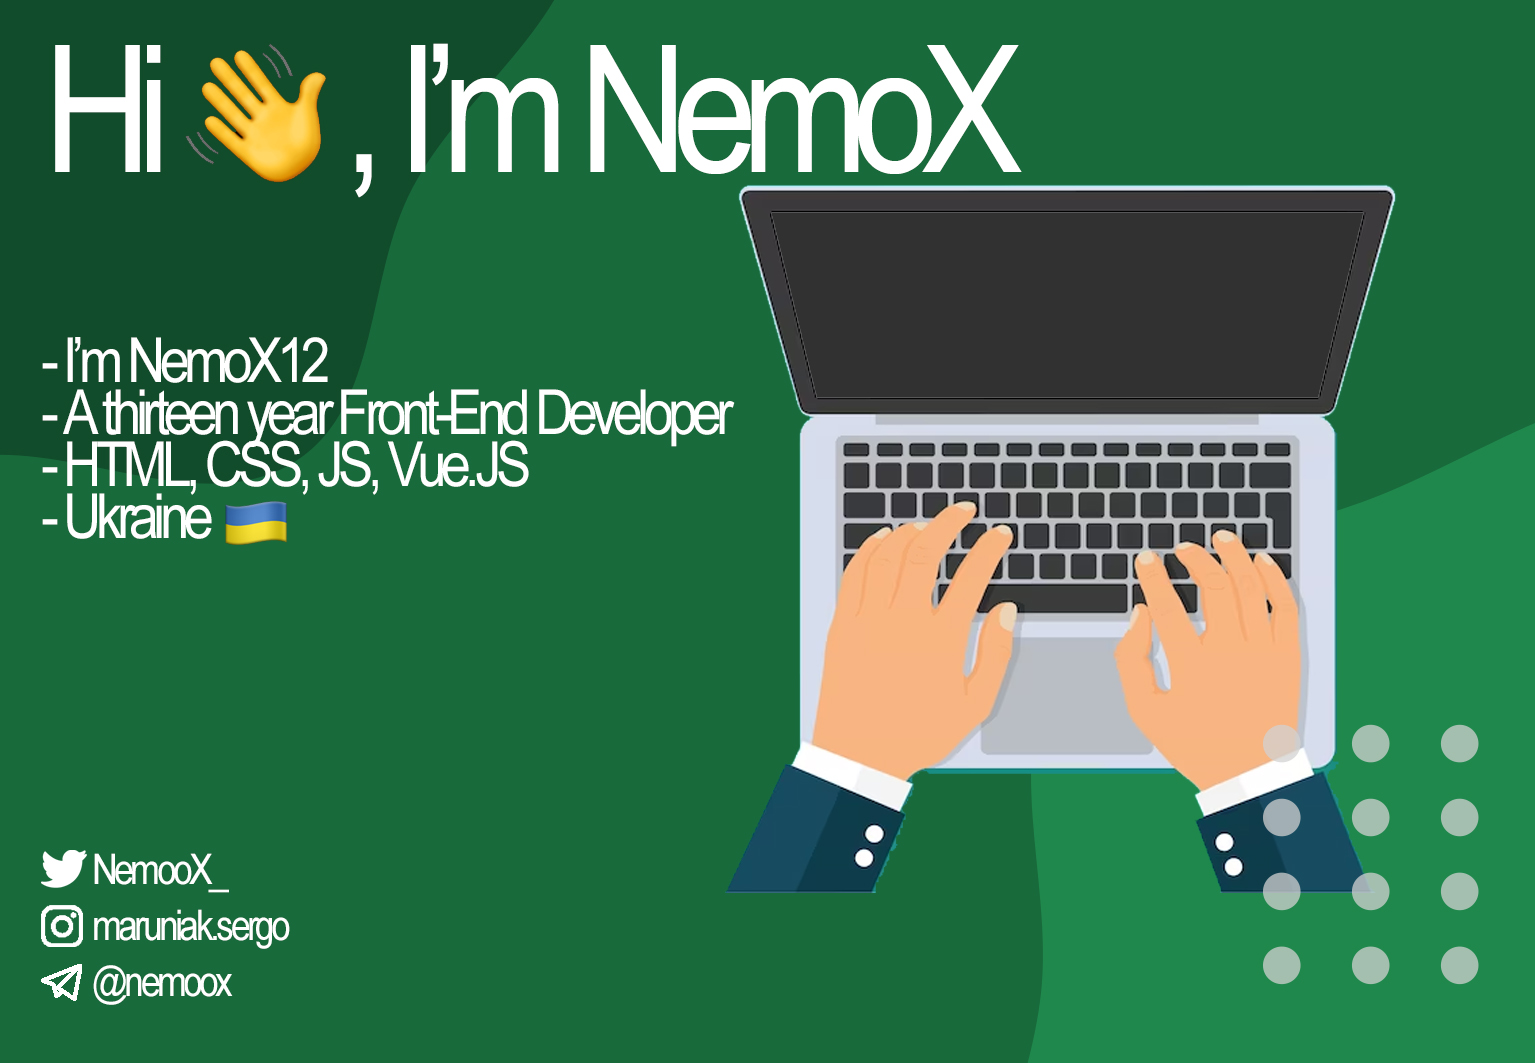 Hi 👋 , I'm NemoX
- I'm NemoX12
- A thirteen year Front-End Developer
- HTML, CSS, JS, Vue.JS
- Ukraine 🇺🇦
NemooX_
maruniak.sergo
@nemoox